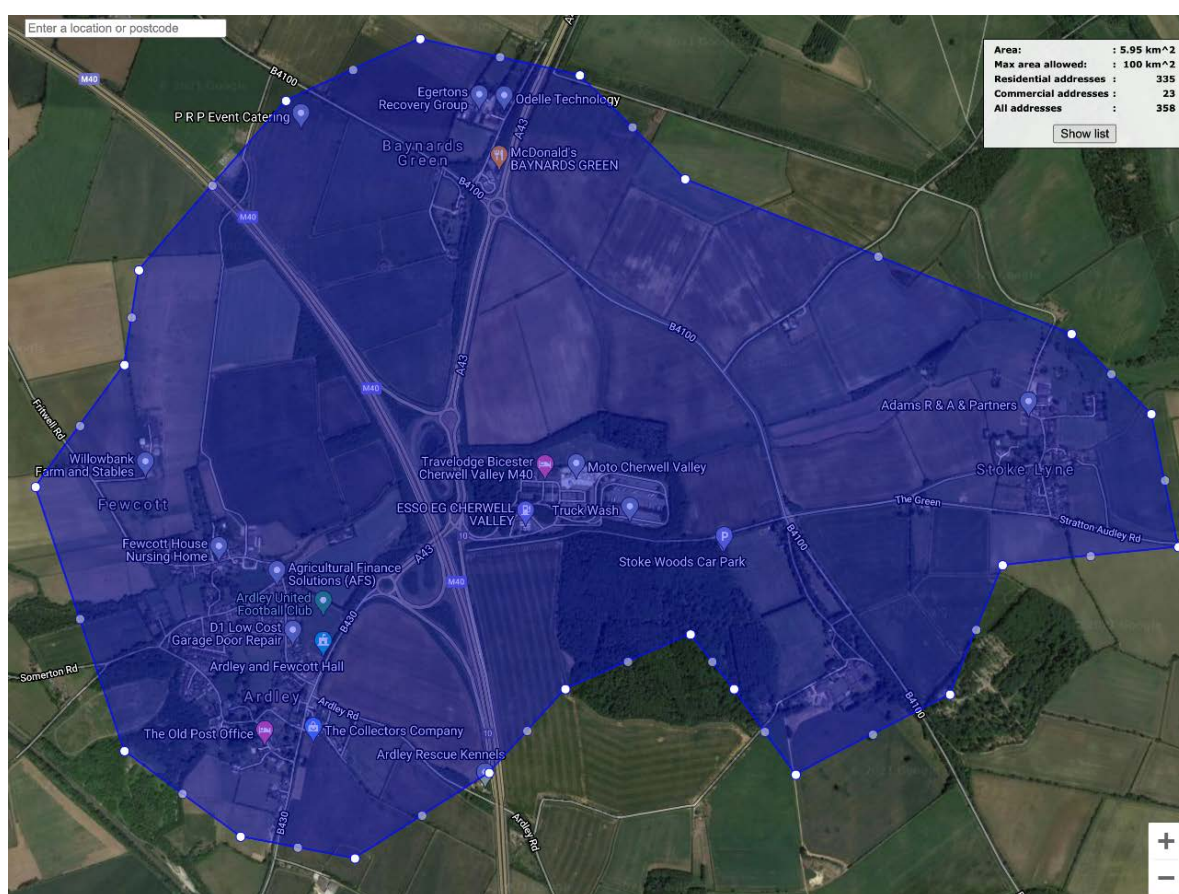 Enter a location or postcode
Area: : 5.95 km^2
Max area allowed: : 100 km^2
Residential addresses : 335
Commercial addresses : 23
All addresses : 358
Show list
M40
B4100
A43
Egertons
Recovery Group
Odelle Technology
P R P Event Catering
Baynards
Green
McDonald's
BAYNARDS GREEN
B4100
M40
B4100
A43
M40
Adams R & A & Partners
Fritwell Rd
Willowbank
Farm and Stables
Travelodge Bicester
Cherwell Valley M40
Moto Cherwell Valley
Stoke Lyne
Fewcott
ESSO EG CHERWELL
VALLEY
Truck Wash
The Green
Stratton Audley Rd
B4100
10
Fewcott House
Nursing Home
A43
Stoke Woods Car Park
Agricultural Finance
Solutions (AFS)
M40
Ardley United
Football Club
B430
D1 Low Cost
Garage Door Repair
Ardley and Fewcott Hall
Somerton Rd
Ardley
Ardley Rd
B4100
The Old Post Office
The Collectors Company
10
Ardley Rescue Kennels
B430
Ardley Rd
+
−